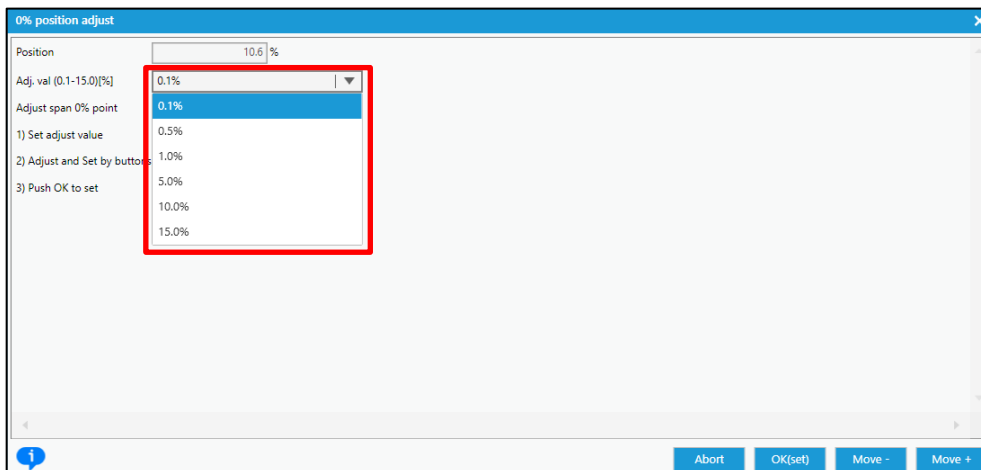 0% position adjust
Position 10.6 %
Adj. val (0.1-15.0)[%] 0.1%
Adjust span 0% point 0.1%
1) Set adjust value 0.5%
2) Adjust and Set by buttons 1.0%
3) Push OK to set 5.0%
10.0%
15.0%
Abort OK(set) Move - Move +